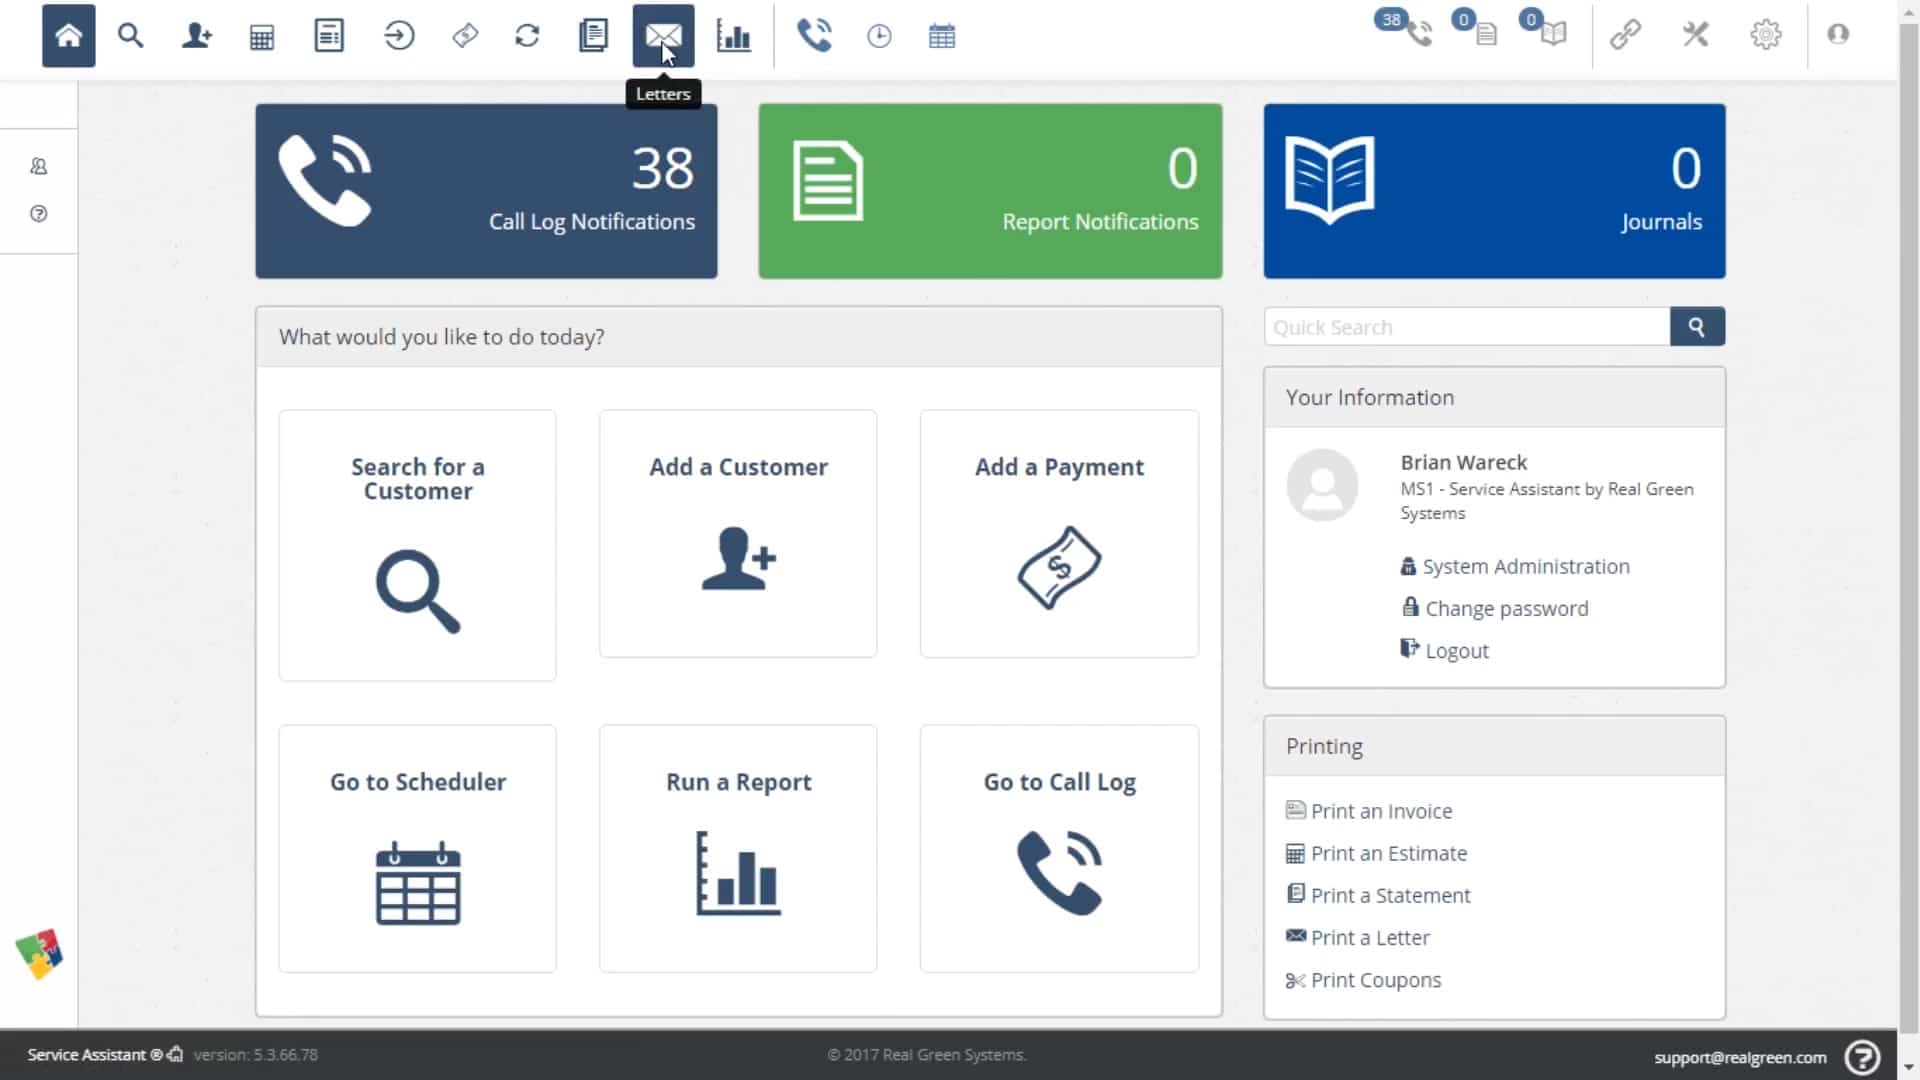 38
0
0
Letters
38
Call Log Notifications
0
Report Notifications
0
Journals
What would you like to do today?
Quick Search
Search for a
Customer
Add a Customer
Add a Payment
Go to Scheduler
Run a Report
Go to Call Log
Your Information
Brian Wareck
MS1 - Service Assistant by Real Green
Systems
System Administration
Change password
Logout
Printing
Print an Invoice
Print an Estimate
Print a Statement
Print a Letter
Print Coupons
Service Assistant ® version: 5.3.66.78
© 2017 Real Green Systems.
support@realgreen.com